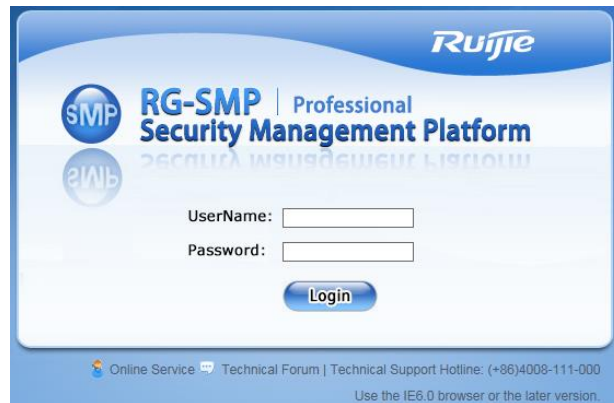 Ruijie
SMP
RG-SMP | Professional
Security Management Platform
UserName:
Password:
Login
Online Service Technical Forum | Technical Support Hotline: (+86)4008-111-000
Use the IE6.0 browser or the later version.